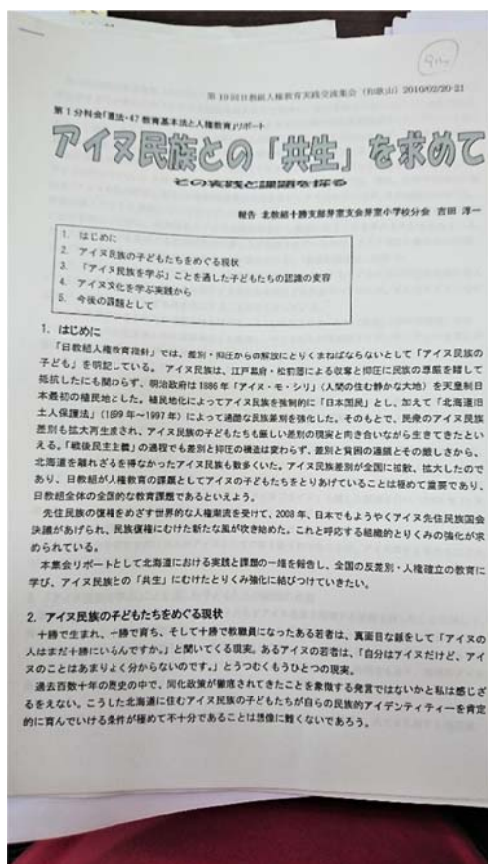 第19回日教組人権教育実践交流集会（和歌山）2010/02/20-21
第1分科会「憲法・47教育基本法と人権教育」リポート
アイヌ民族との「共生」を求めて
その実践と課題を探る
報告 北教組十勝支部芽室支会芽室小学校分会 吉田 淳一
1. はじめに
2. アイヌ民族の子どもたちをめぐる現状
3. 「アイヌ民族を学ぶ」ことを通した子どもたちの認識の変容
4. アイヌ文化を学ぶ実践から
5. 今後の課題として
1. はじめに
「日教組人権教育指針」では、差別・抑圧からの解放にとりくまねばならないとして「アイヌ民族の
子ども」を明記している。 アイヌ民族は、江戸幕府・松前藩による収奪と抑圧に民族の尊厳を賭して
抵抗したにも関わらず、明治政府は1886年「アイヌ・モ・シリ」（人間の住む静かな大地）を天皇制日
本最初の植民地とした。植民地化によってアイヌ民族を強制的に「日本国民」とし、加えて「北海道旧
土人保護法」（1899年～1997年）によって過酷な民族差別を強化した。そのもとで、民衆のアイヌ民族
差別も拡大再生産され、アイヌ民族の子どもたちも厳しい差別の現実と向き合いながら生きてきたとい
える。「戦後民主主義」の過程でも差別と抑圧の構造は変わらず、差別と貧困の連鎖とその厳しさから、
北海道を離れざるを得なかったアイヌ民族も数多くいた。アイヌ民族差別が全国に拡散、拡大したので
あり、日教組が人権教育の課題としてアイヌの子どもたちをとりあげていることは極めて重要であり、
日教組全体の全国的な教育課題であるといえよう。
先住民族の復権をめざす世界的な人権潮流を受けて、2008年、日本でもようやくアイヌ先住民族国会
決議があげられ、民族復権にむけた新たな風が吹き始めた。これと呼応する組織的とりくみの強化が求
められている。
本集会リポートとして北海道における実践と課題の一端を報告し、全国の反差別・人権確立の教育に
学び、アイヌ民族との「共生」にむけたとりくみ強化に結びつけていきたい。
2. アイヌ民族の子どもたちをめぐる現状
十勝で生まれ、十勝で育ち、そして十勝で教職員になったある若者は、真面目な顔をして「アイヌの
人はまだ十勝にいるんですか。」と聞いてくる現実。あるアイヌの若者は、「自分はアイヌだけど、アイ
ヌのことはあまりよく分からないのです。」とうつむくもうひとつの現実。
過去百数十年の歴史の中で、同化政策が徹底されてきたことを象徴する発言ではないかと私は感じざ
るをえない。こうした北海道に住むアイヌ民族の子どもたちが自らの民族的アイデンティティーを肯定
的に育んでいける条件が極めて不十分であることは想像に難くないであろう。